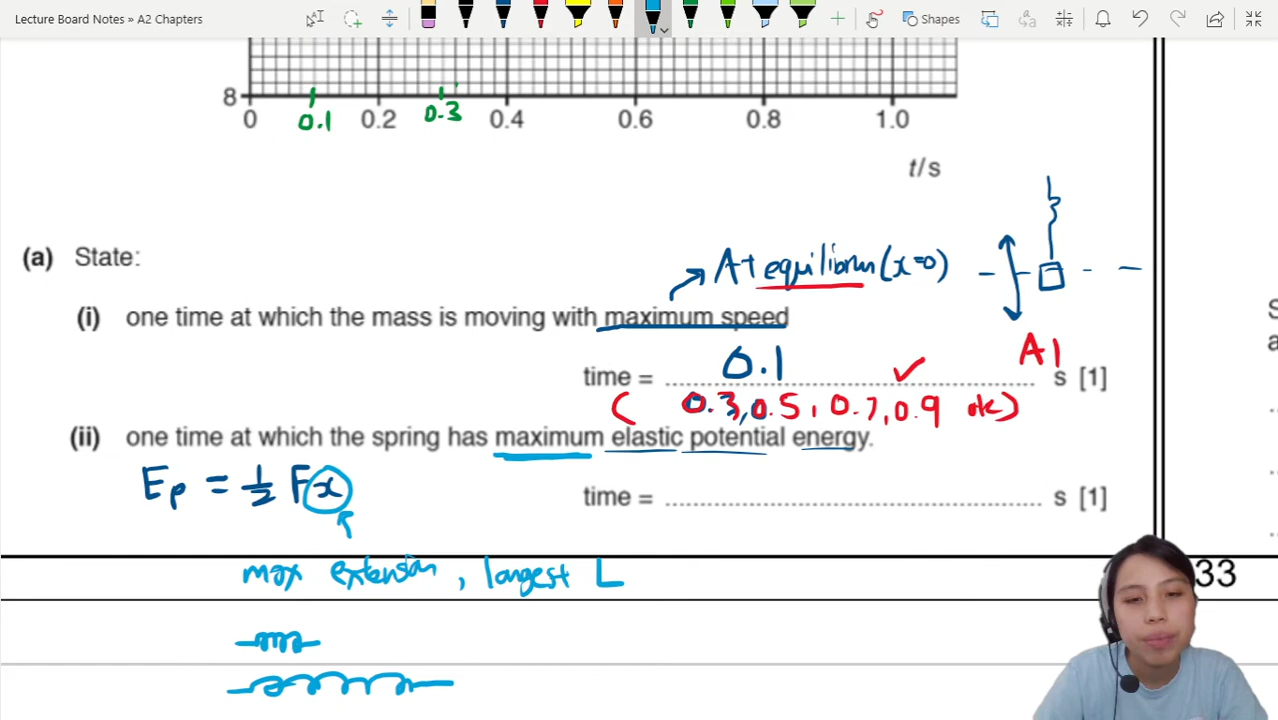 Lecture Board Notes » A2 Chapters
Shapes
8
0 0.1 0.2 0.3 0.4 0.6 0.8 1.0
t/s
(a) State:
At equilibrium (x=0)
(i) one time at which the mass is moving with maximum speed
A1
time = 0.1 ✓ s [1]
( 0.3, 0.5, 0.7, 0.9 ok)
(ii) one time at which the spring has maximum elastic potential energy.
Ep = 1/2 Fx
time = s [1]
max extension, largest L
33